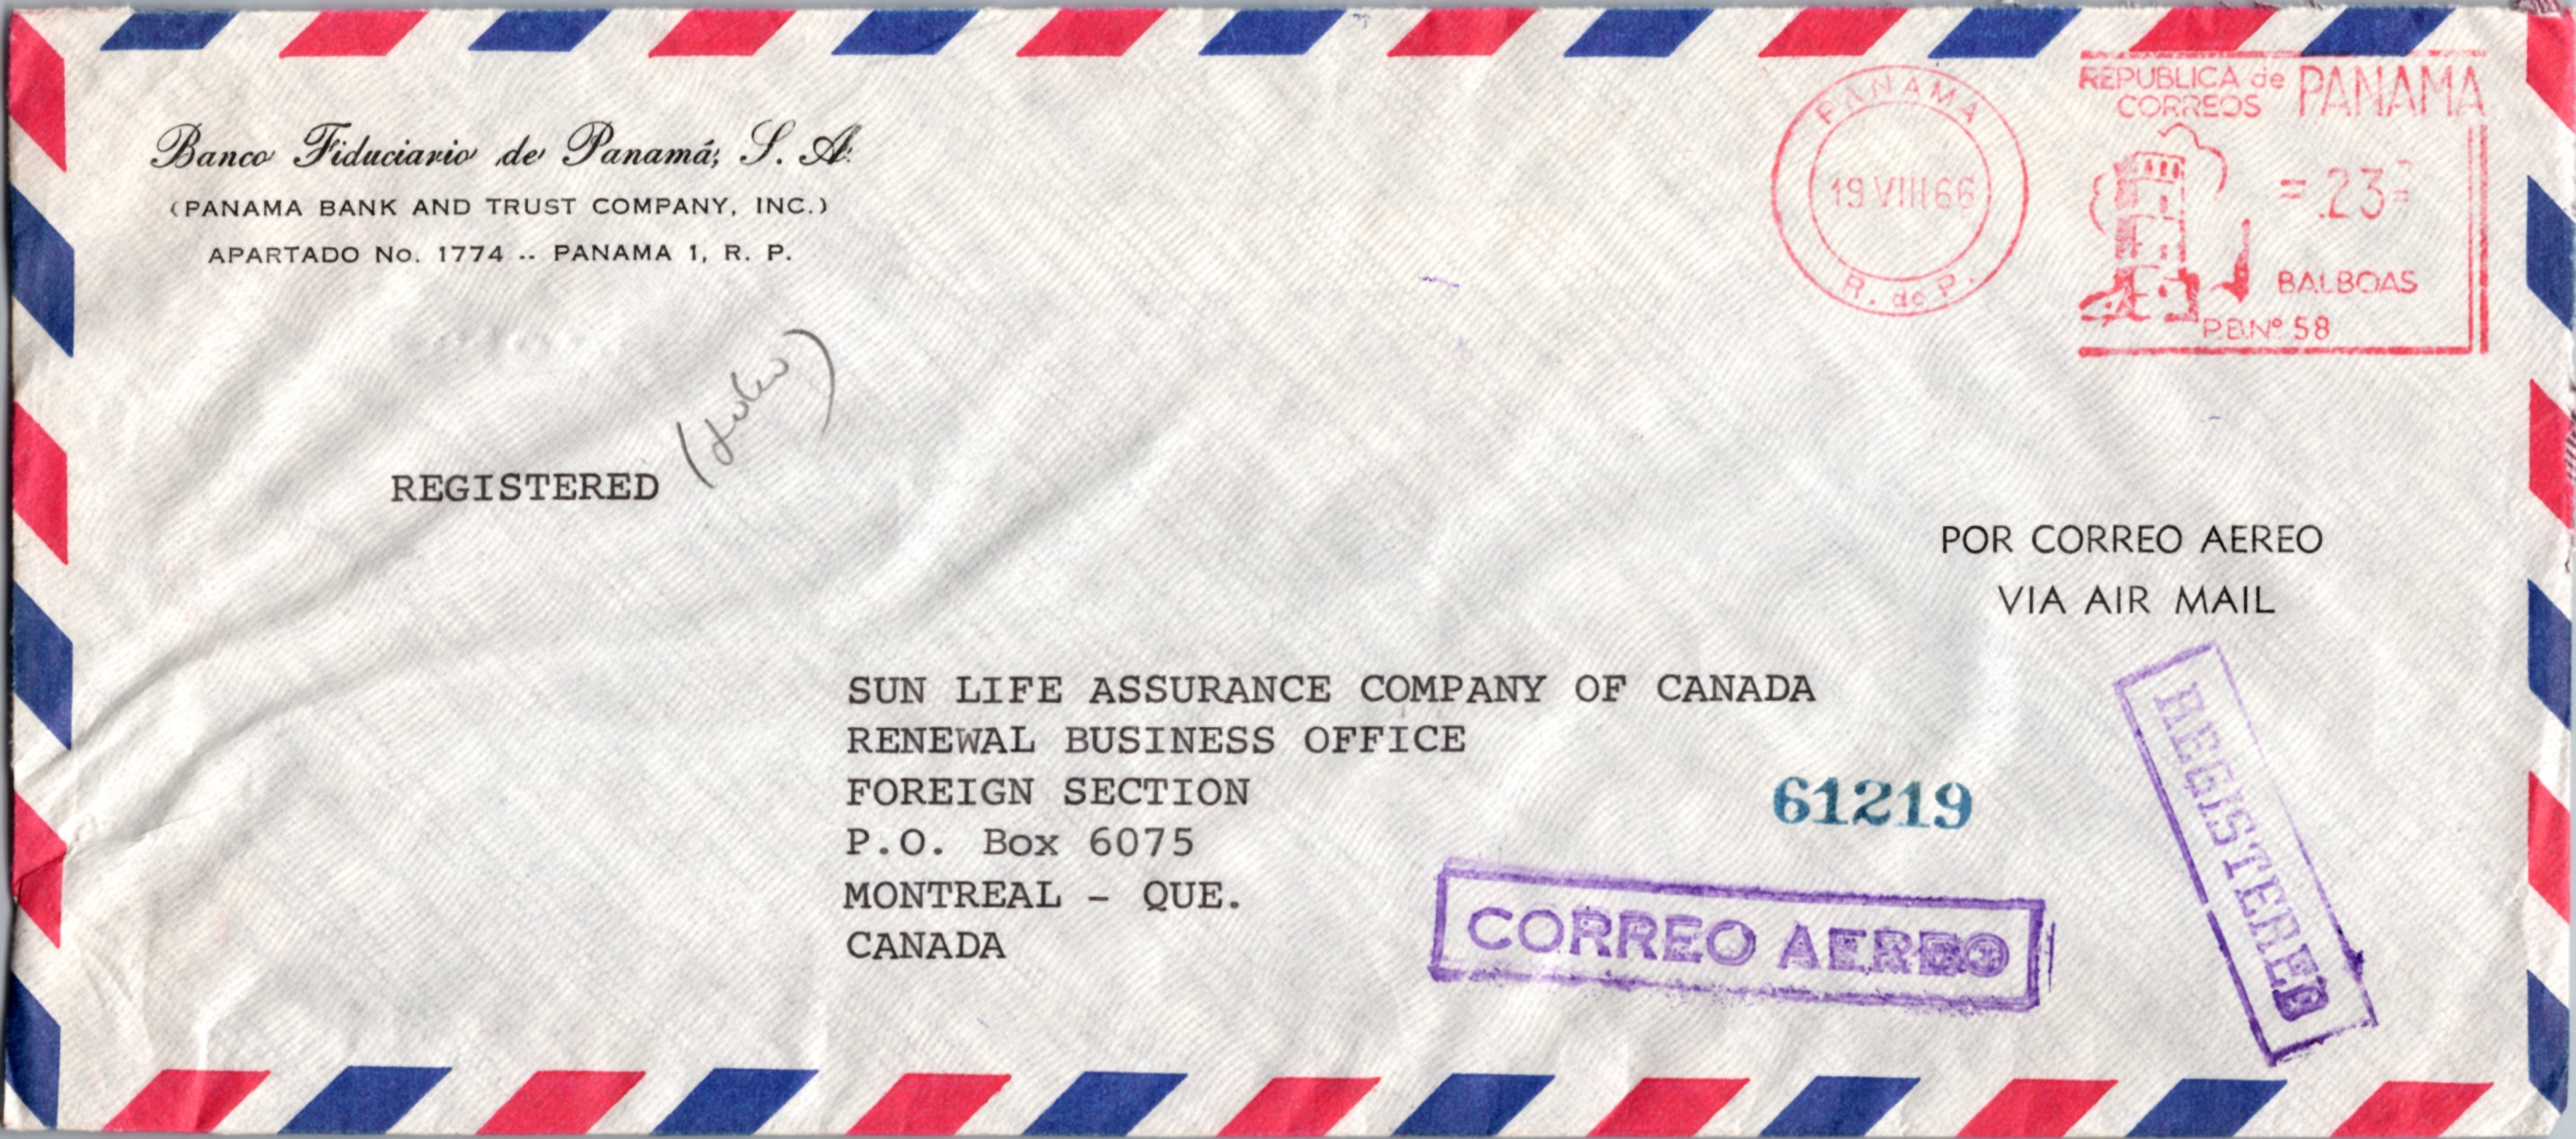 Banco Fiduciario de Panamá, S. A.
(PANAMA BANK AND TRUST COMPANY, INC.)
APARTADO No. 1774 -- PANAMA 1, R. P.
PANAMA
19 VIII 66
R. de P.
REPUBLICA de PANAMA
CORREOS
=.23=
BALBOAS
P.B.Nº 58
REGISTERED
POR CORREO AEREO
VIA AIR MAIL
SUN LIFE ASSURANCE COMPANY OF CANADA
RENEWAL BUSINESS OFFICE
FOREIGN SECTION
P.O. Box 6075
MONTREAL - QUE.
CANADA
61219
CORREO AEREO
REGISTERED